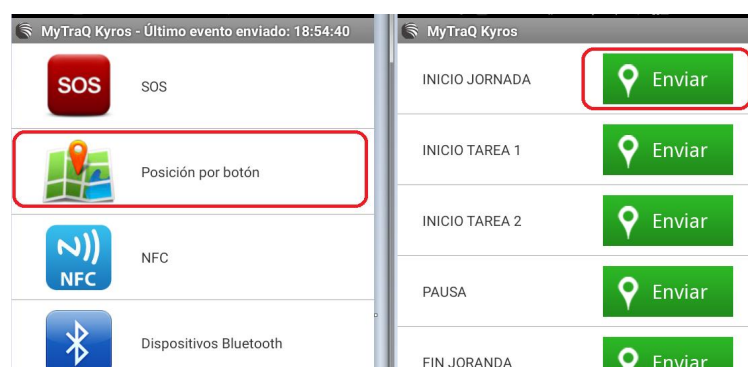 MyTraQ Kyros - Último evento enviado: 18:54:40
SOS SOS
Posición por botón
NFC NFC
Dispositivos Bluetooth
MyTraQ Kyros
INICIO JORNADA Enviar
INICIO TAREA 1 Enviar
INICIO TAREA 2 Enviar
PAUSA Enviar
FIN JORANDA Enviar